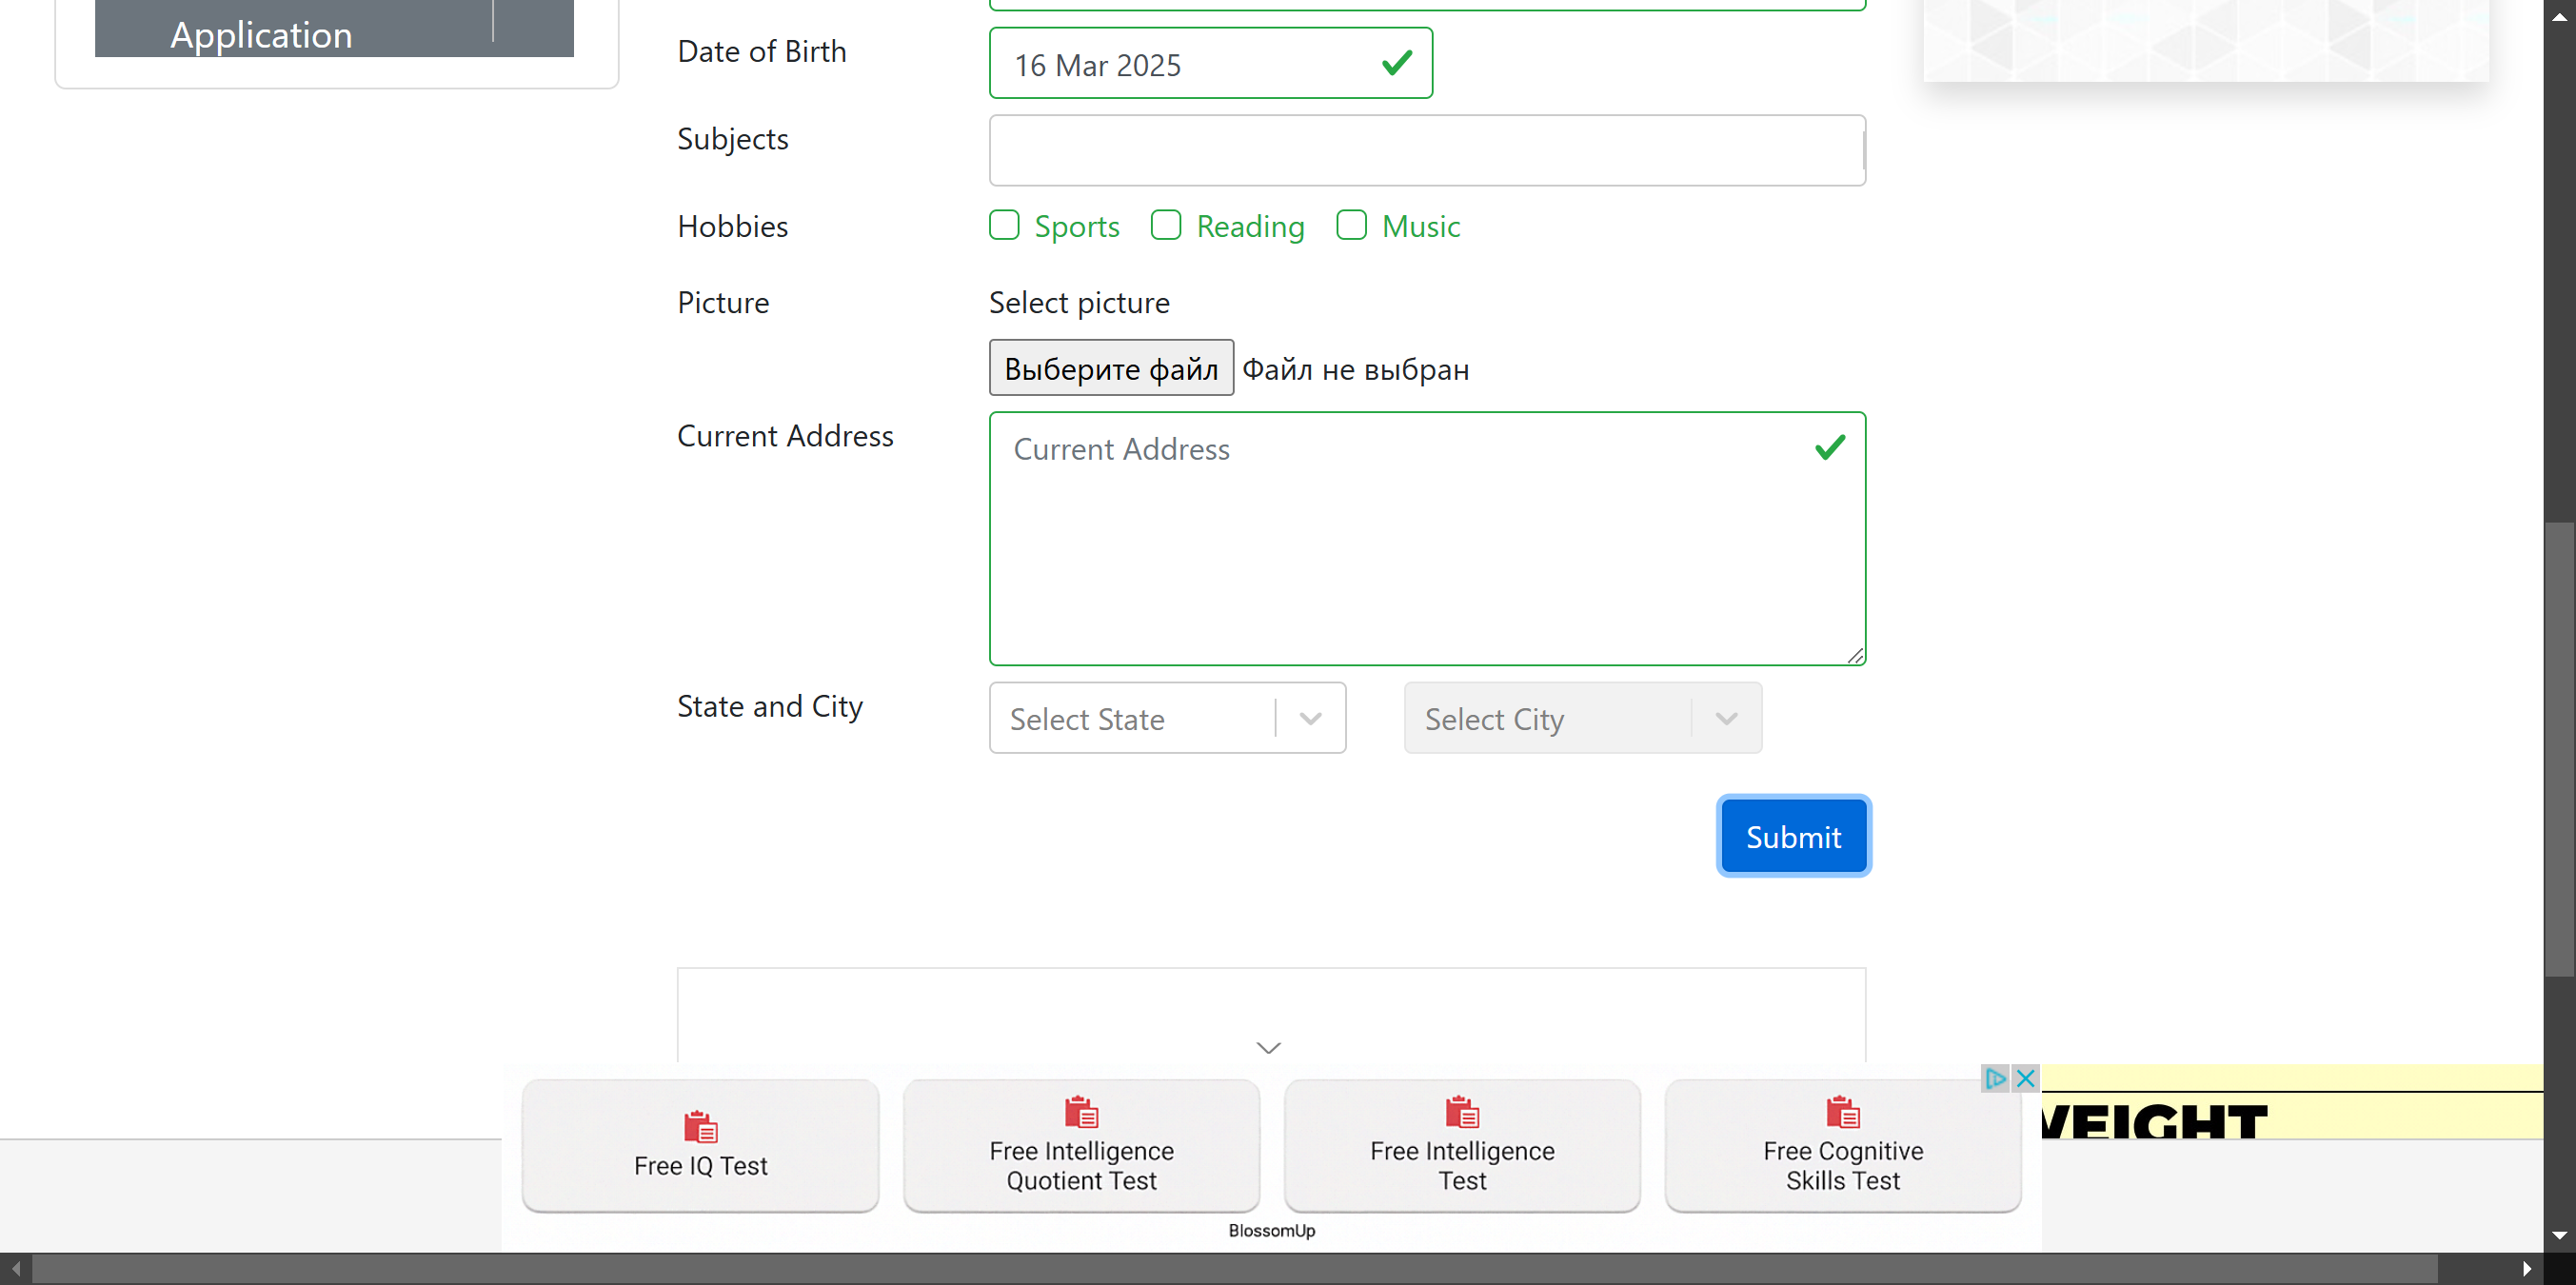 Application
Date of Birth
16 Mar 2025
Subjects
Hobbies
Sports
Reading
Music
Picture
Select picture
Выберите файл Файл не выбран
Current Address
Current Address
State and City
Select State
Select City
Submit
Free IQ Test
Free Intelligence
Quotient Test
Free Intelligence
Test
Free Cognitive
Skills Test
BlossomUp